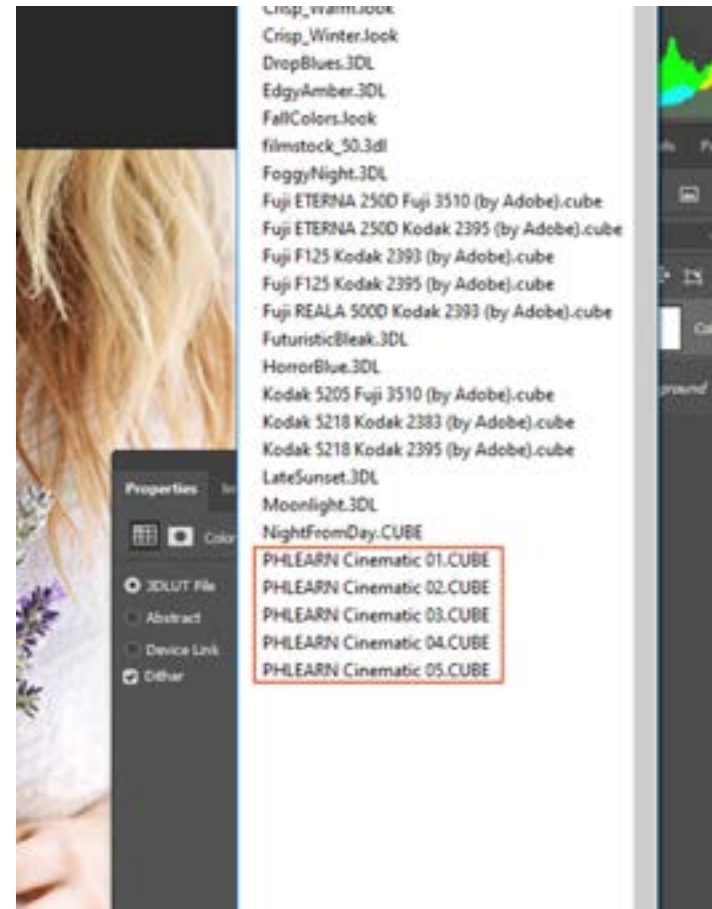 Crisp_Warm.look
Crisp_Winter.look
DropBlues.3DL
EdgyAmber.3DL
FallColors.look
filmstock_50.3dl
FoggyNight.3DL
Fuji ETERNA 250D Fuji 3510 (by Adobe).cube
Fuji ETERNA 250D Kodak 2395 (by Adobe).cube
Fuji F125 Kodak 2393 (by Adobe).cube
Fuji F125 Kodak 2395 (by Adobe).cube
Fuji REALA 500D Kodak 2393 (by Adobe).cube
FuturisticBleak.3DL
HorrorBlue.3DL
Kodak 5205 Fuji 3510 (by Adobe).cube
Kodak 5218 Kodak 2383 (by Adobe).cube
Kodak 5218 Kodak 2395 (by Adobe).cube
LateSunset.3DL
Moonlight.3DL
NightFromDay.CUBE
PHLEARN Cinematic 01.CUBE
PHLEARN Cinematic 02.CUBE
PHLEARN Cinematic 03.CUBE
PHLEARN Cinematic 04.CUBE
PHLEARN Cinematic 05.CUBE
Properties
Color
3DLUT File
Abstract
Device Link
Dither